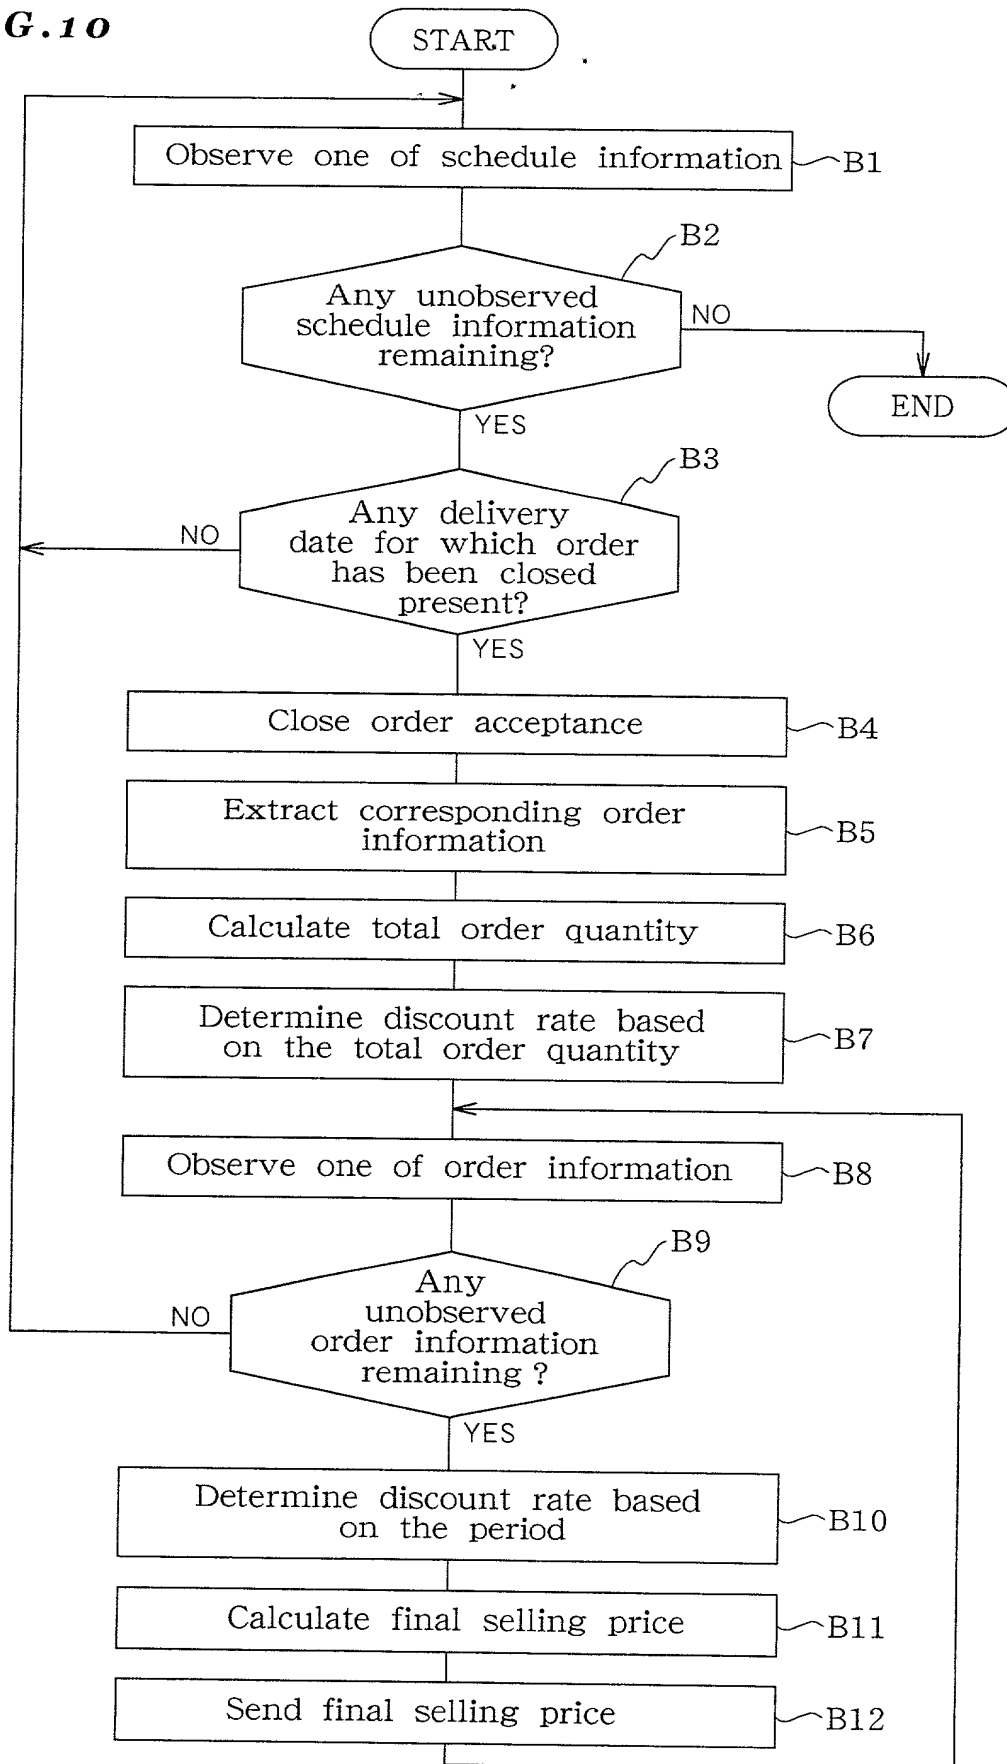 G.10
START
Observe one of schedule information
B1
B2
Any unobserved
schedule information
remaining?
NO
END
YES
B3
Any delivery
date for which order
has been closed
present?
NO
YES
Close order acceptance
B4
Extract corresponding order
information
B5
Calculate total order quantity
B6
Determine discount rate based
on the total order quantity
B7
Observe one of order information
B8
B9
Any
unobserved
order information
remaining ?
NO
YES
Determine discount rate based
on the period
B10
Calculate final selling price
B11
Send final selling price
B12